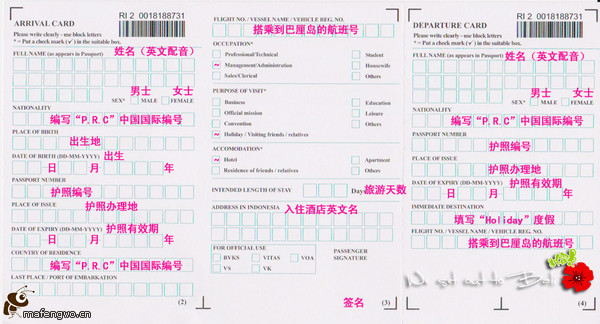 ARRIVAL CARD
RI 2 0018188731
Please write clearly - use block letters
* = Put a check mark (✓) in the suitable box.
FULL NAME (as appears in Passport)
姓名（英文配音）
男士 女士
SEX* MALE FEMALE
NATIONALITY
编写“P.R.C”中国国际编号
PLACE OF BIRTH
出生地
DATE OF BIRTH (DD-MM-YYYY) 出生
日 月 年
PASSPORT NUMBER
护照编号
PLACE OF ISSUE
护照办理地
DATE OF EXPIRY (DD-MM-YYYY) 护照有效期
日 月 年
COUNTRY OF RESIDENCE
编写“P.R.C”中国国际编号
LAST PLACE / PORT OF EMBARKATION
(2)
mafengwo.cn
FLIGHT NO. / VESSEL NAME / VEHICLE REG. NO.
搭乘到巴厘岛的航班号
OCCUPATION*
Professional/Technical Student
~ Management/Administration Housewife
Sales/Clerical Others
PURPOSE OF VISIT*
Business Education
Official mission Leisure
Convention Others
~ Holiday / Visiting friends / relatives
ACCOMODATION*
~ Hotel Apartment
Residence of friends / relatives Others
INTENDED LENGTH OF STAY Days 旅游天数
ADDRESS IN INDONESIA 入住酒店英文名
FOR OFFICIAL USE PASSENGER
BVKS VITAS VOA SIGNATURE
VS VK
签名 (3)
DEPARTURE CARD
RI 2 0018188731
Please write clearly - use block letters
* = Put a check mark (✓) in the suitable box.
FULL NAME (as appears in Passport) 姓名（英文配音）
男士 女士
SEX* MALE FEMALE
NATIONALITY
编写“P.R.C”中国国际编号
PASSPORT NUMBER
护照编号
PLACE OF ISSUE
护照办理地
DATE OF EXPIRY (DD-MM-YYYY) 护照有效期
日 月 年
IMMEDIATE DESTINATION
填写“Holiday”度假
FLIGHT NO. / VESSEL NAME / VEHICLE REG. NO.
搭乘到巴厘岛的航班号
(4)
mafengwo.cn